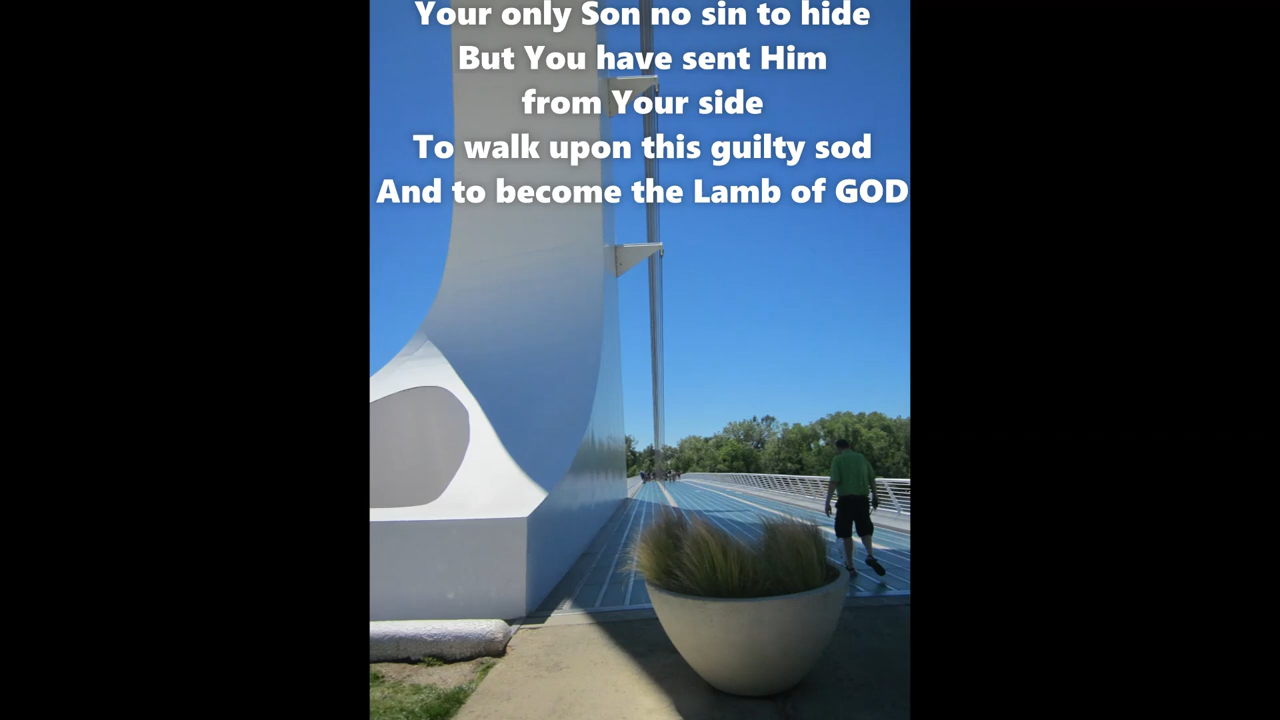 Your only Son no sin to hide
But You have sent Him
from Your side
To walk upon this guilty sod
And to become the Lamb of GOD